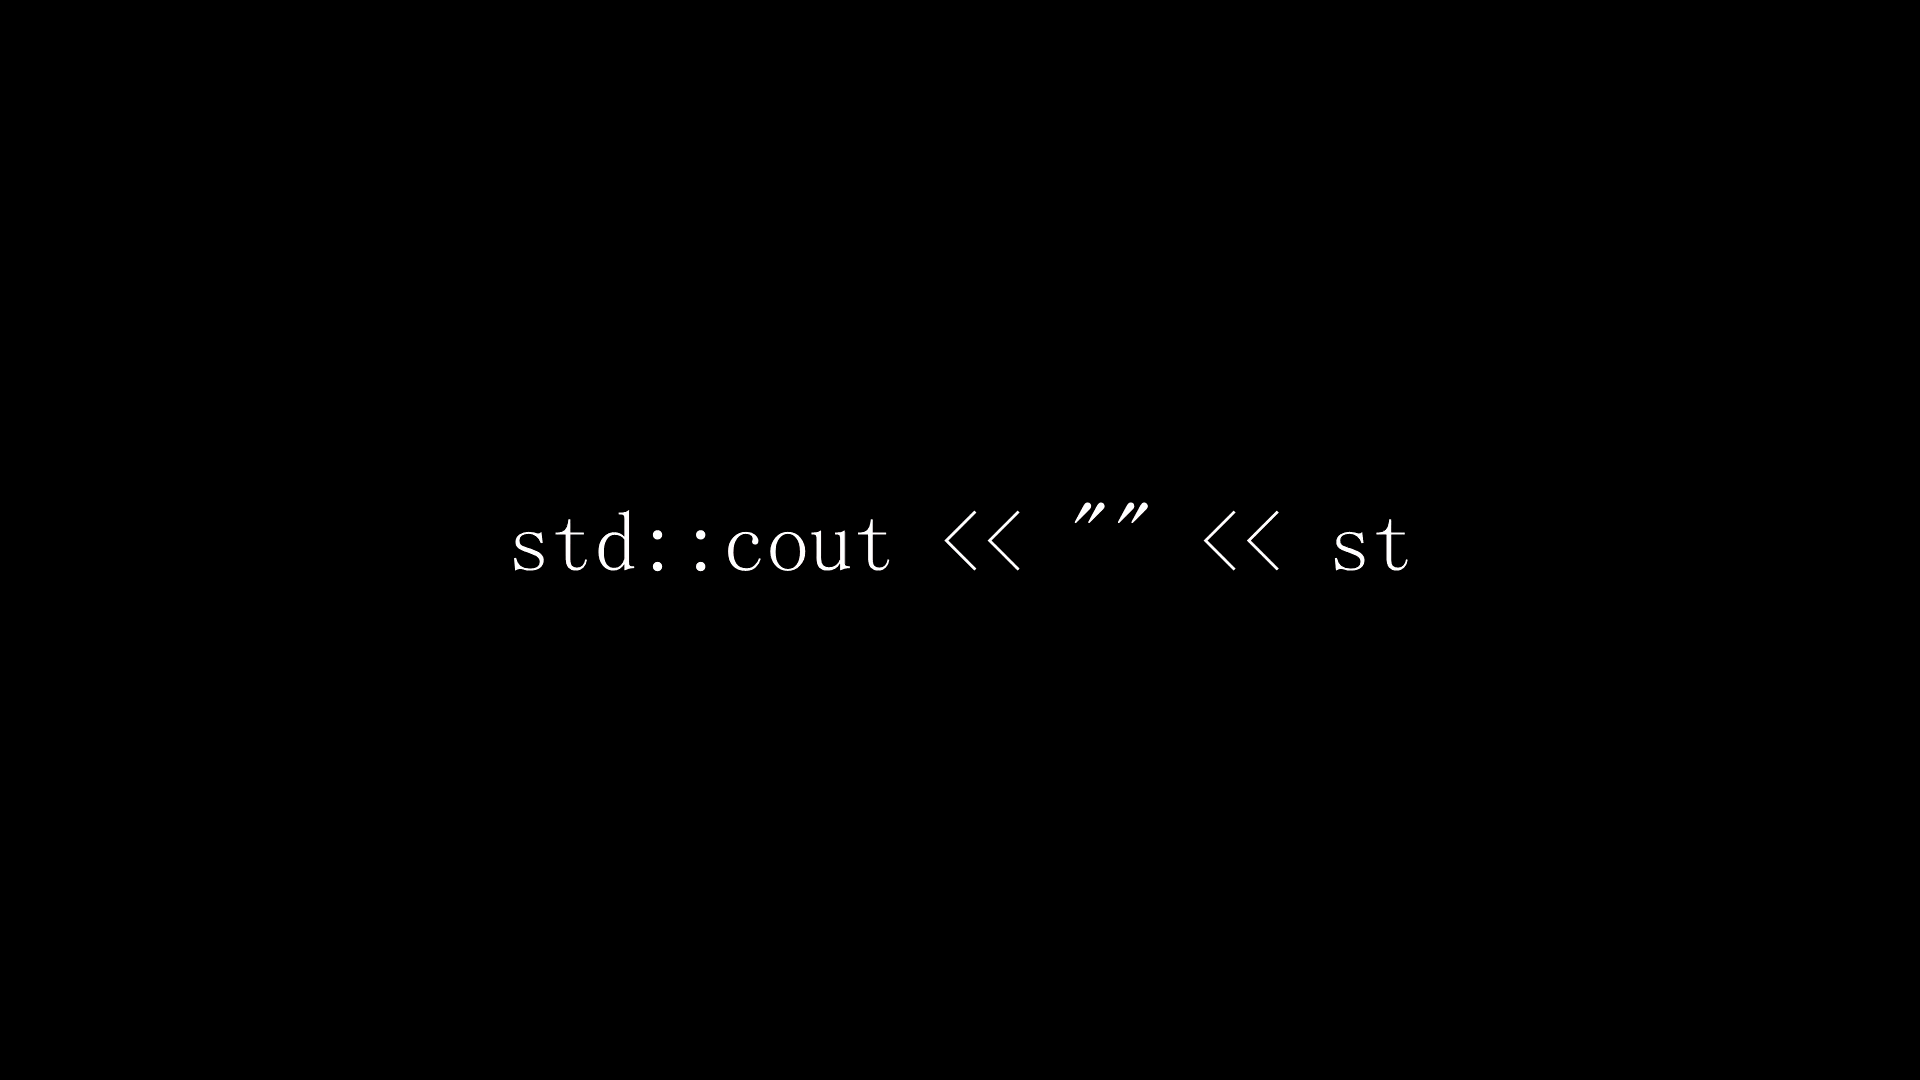 std::cout << "" << st